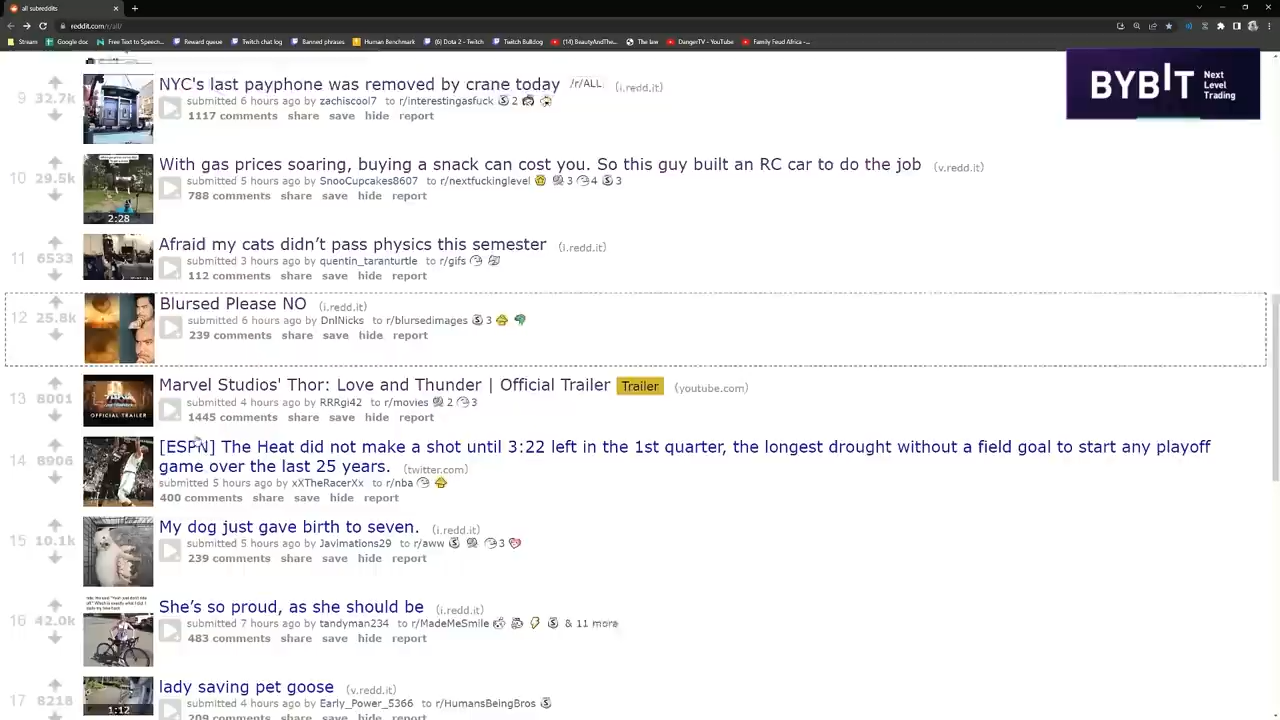 all subreddits
reddit.com/r/all/
Stream Google doc Free Text to Speech... Reward queue Twitch chat log Banned phrases Human Benchmark (6) Dota 2 - Twitch Twitch Bulldog (14) BeautyAndThe... The law DangerTV - YouTube Family Feud Africa -...
BYBIT Next Level Trading
9 32.7k NYC's last payphone was removed by crane today /r/ALL (i.redd.it)
submitted 6 hours ago by zachiscool7 to r/interestingasfuck 2
1117 comments share save hide report
10 29.5k With gas prices soaring, buying a snack can cost you. So this guy built an RC car to do the job (v.redd.it)
submitted 5 hours ago by SnooCupcakes8607 to r/nextfuckinglevel 3 4 3
788 comments share save hide report
2:28
11 6533 Afraid my cats didn’t pass physics this semester (i.redd.it)
submitted 3 hours ago by quentin_taranturtle to r/gifs
112 comments share save hide report
12 25.8k Blursed Please NO (i.redd.it)
submitted 6 hours ago by DnlNicks to r/blursedimages 3
239 comments share save hide report
13 8001 Marvel Studios' Thor: Love and Thunder | Official Trailer Trailer (youtube.com)
submitted 4 hours ago by RRRgi42 to r/movies 2 3
1445 comments share save hide report
OFFICIAL TRAILER
14 8906 [ESPN] The Heat did not make a shot until 3:22 left in the 1st quarter, the longest drought without a field goal to start any playoff
game over the last 25 years. (twitter.com)
submitted 5 hours ago by xXTheRacerXx to r/nba
400 comments share save hide report
15 10.1k My dog just gave birth to seven. (i.redd.it)
submitted 5 hours ago by Javimations29 to r/aww 3
239 comments share save hide report
16 42.0k She’s so proud as she should be (i.redd.it)
submitted 7 hours ago by tandyman234 to r/MadeMeSmile & 11 more
483 comments share save hide report
17 8218 lady saving pet goose (v.redd.it)
submitted 4 hours ago by Early_Power_5366 to r/HumansBeingBros
1:12
209 comments share save hide report